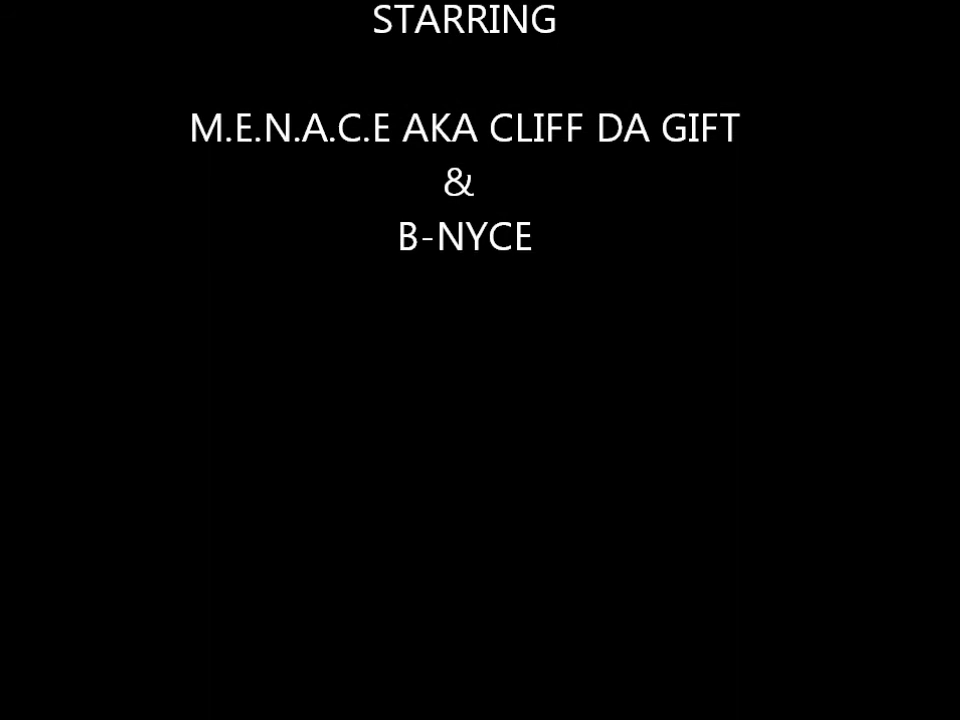 STARRING
M.E.N.A.C.E AKA CLIFF DA GIFT
&
B-NYCE